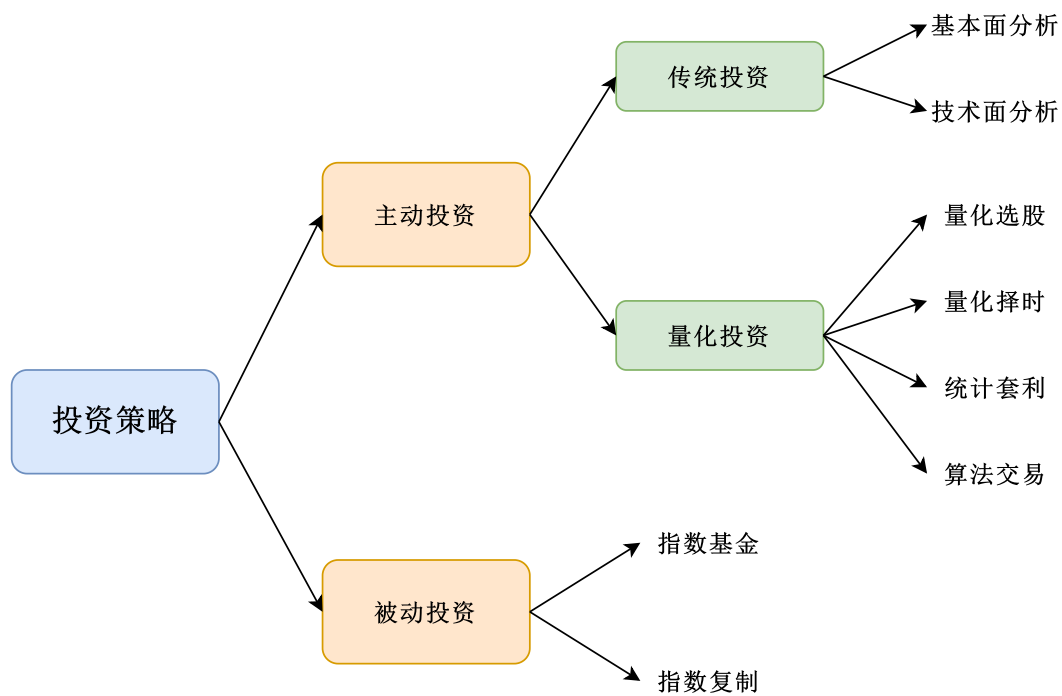 基本面分析
传统投资
技术面分析
主动投资
量化选股
量化择时
量化投资
统计套利
投资策略
算法交易
指数基金
被动投资
指数复制